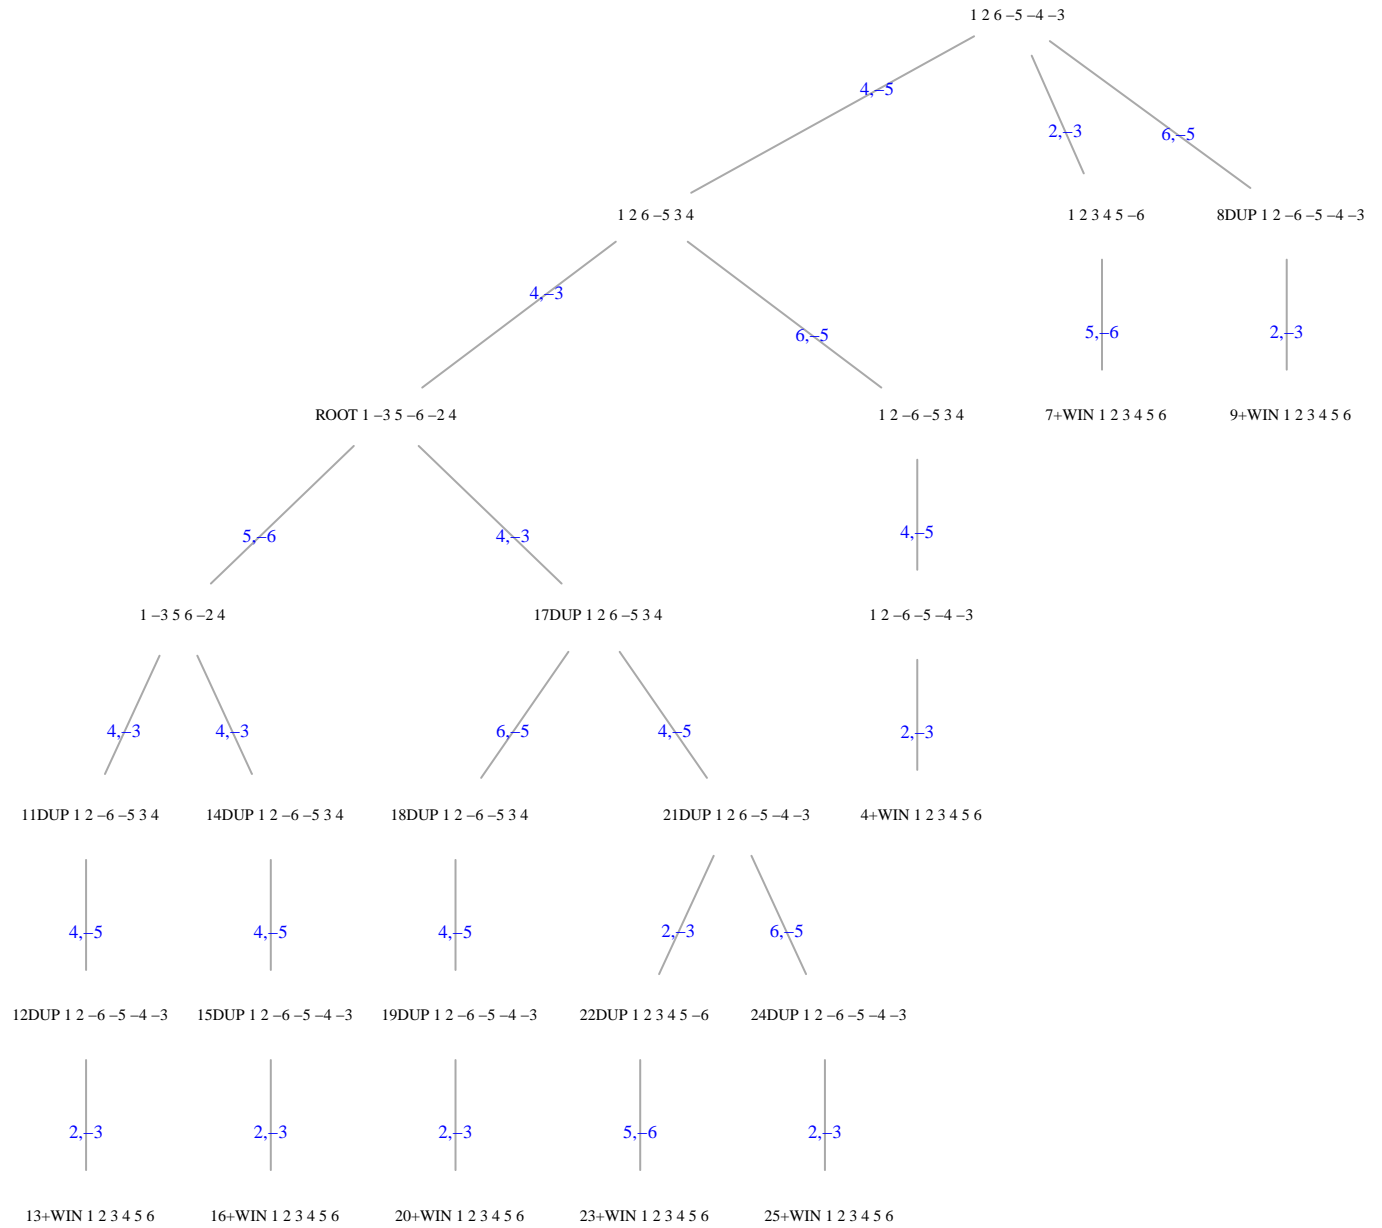 1 2 6 –5 –4 –3
4,–5
2,–3
6,–5
1 2 6 –5 3 4
1 2 3 4 5 –6
8DUP 1 2 –6 –5 –4 –3
4,–3
6,–5
5,–6
2,–3
ROOT 1 –3 5 –6 –2 4
1 2 –6 –5 3 4
7+WIN 1 2 3 4 5 6
9+WIN 1 2 3 4 5 6
5,–6
4,–3
4,–5
1 –3 5 6 –2 4
17DUP 1 2 6 –5 3 4
1 2 –6 –5 –4 –3
4,–3
4,–3
6,–5
4,–5
2,–3
11DUP 1 2 –6 –5 3 4
14DUP 1 2 –6 –5 3 4
18DUP 1 2 –6 –5 3 4
21DUP 1 2 6 –5 –4 –3
4+WIN 1 2 3 4 5 6
4,–5
4,–5
4,–5
2,–3
6,–5
12DUP 1 2 –6 –5 –4 –3
15DUP 1 2 –6 –5 –4 –3
19DUP 1 2 –6 –5 –4 –3
22DUP 1 2 3 4 5 –6
24DUP 1 2 –6 –5 –4 –3
2,–3
2,–3
2,–3
5,–6
2,–3
13+WIN 1 2 3 4 5 6
16+WIN 1 2 3 4 5 6
20+WIN 1 2 3 4 5 6
23+WIN 1 2 3 4 5 6
25+WIN 1 2 3 4 5 6